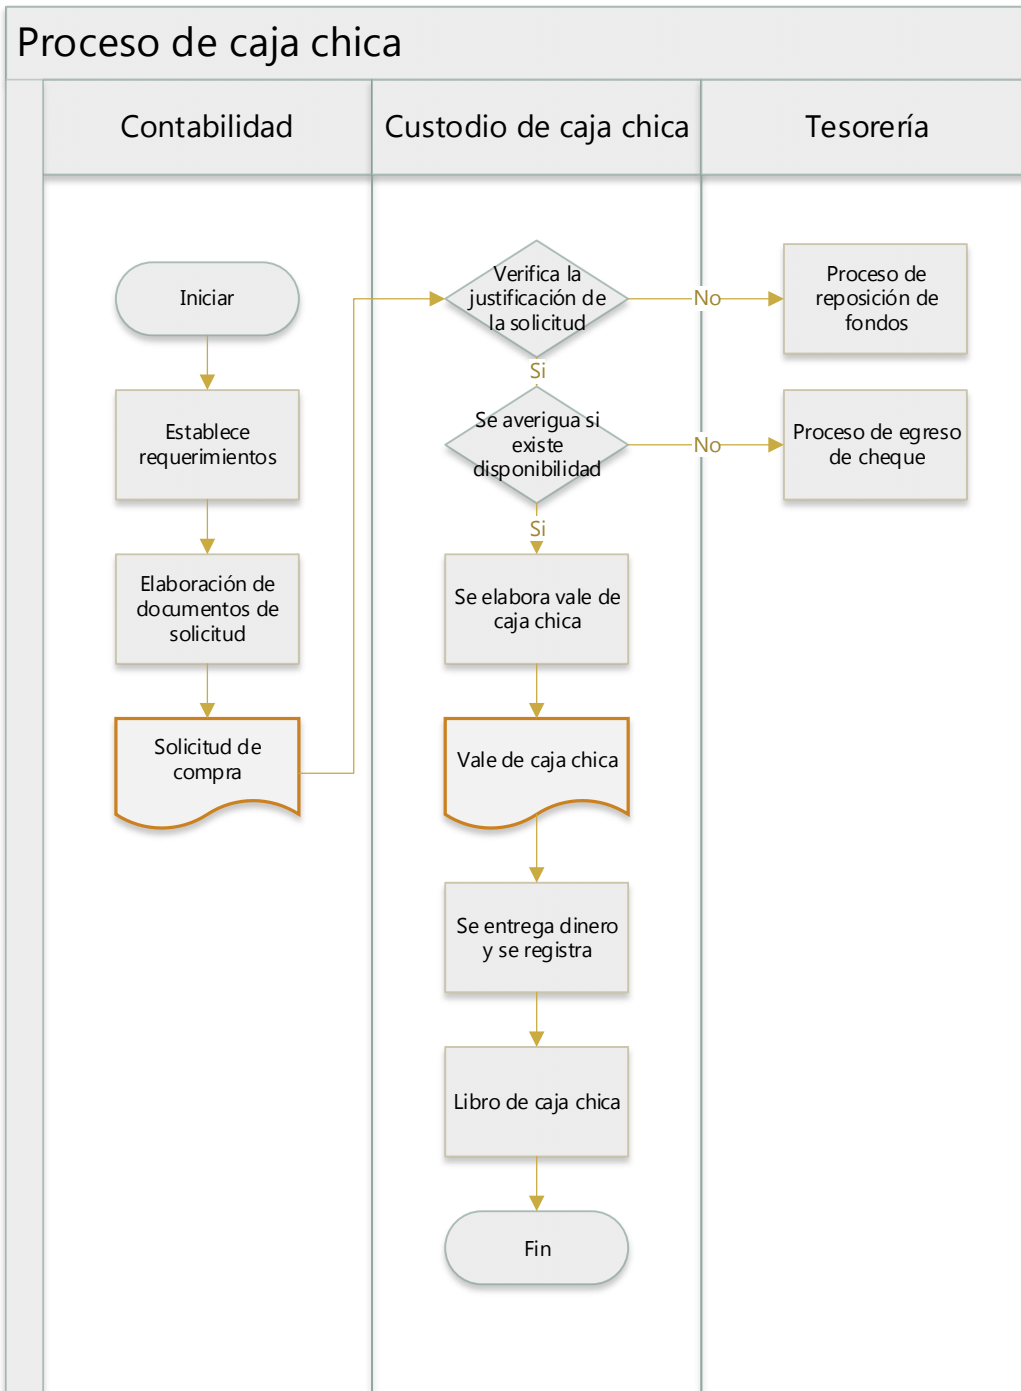 Proceso de caja chica
Contabilidad
Custodio de caja chica
Tesorería
Iniciar
Establece
requerimientos
Elaboración de
documentos de
solicitud
Solicitud de
compra
Verifica la
justificación de
la solicitud
No
Proceso de
reposición de
fondos
Si
Se averigua si
existe
disponibilidad
No
Proceso de egreso
de cheque
Si
Se elabora vale de
caja chica
Vale de caja chica
Se entrega dinero
y se registra
Libro de caja chica
Fin